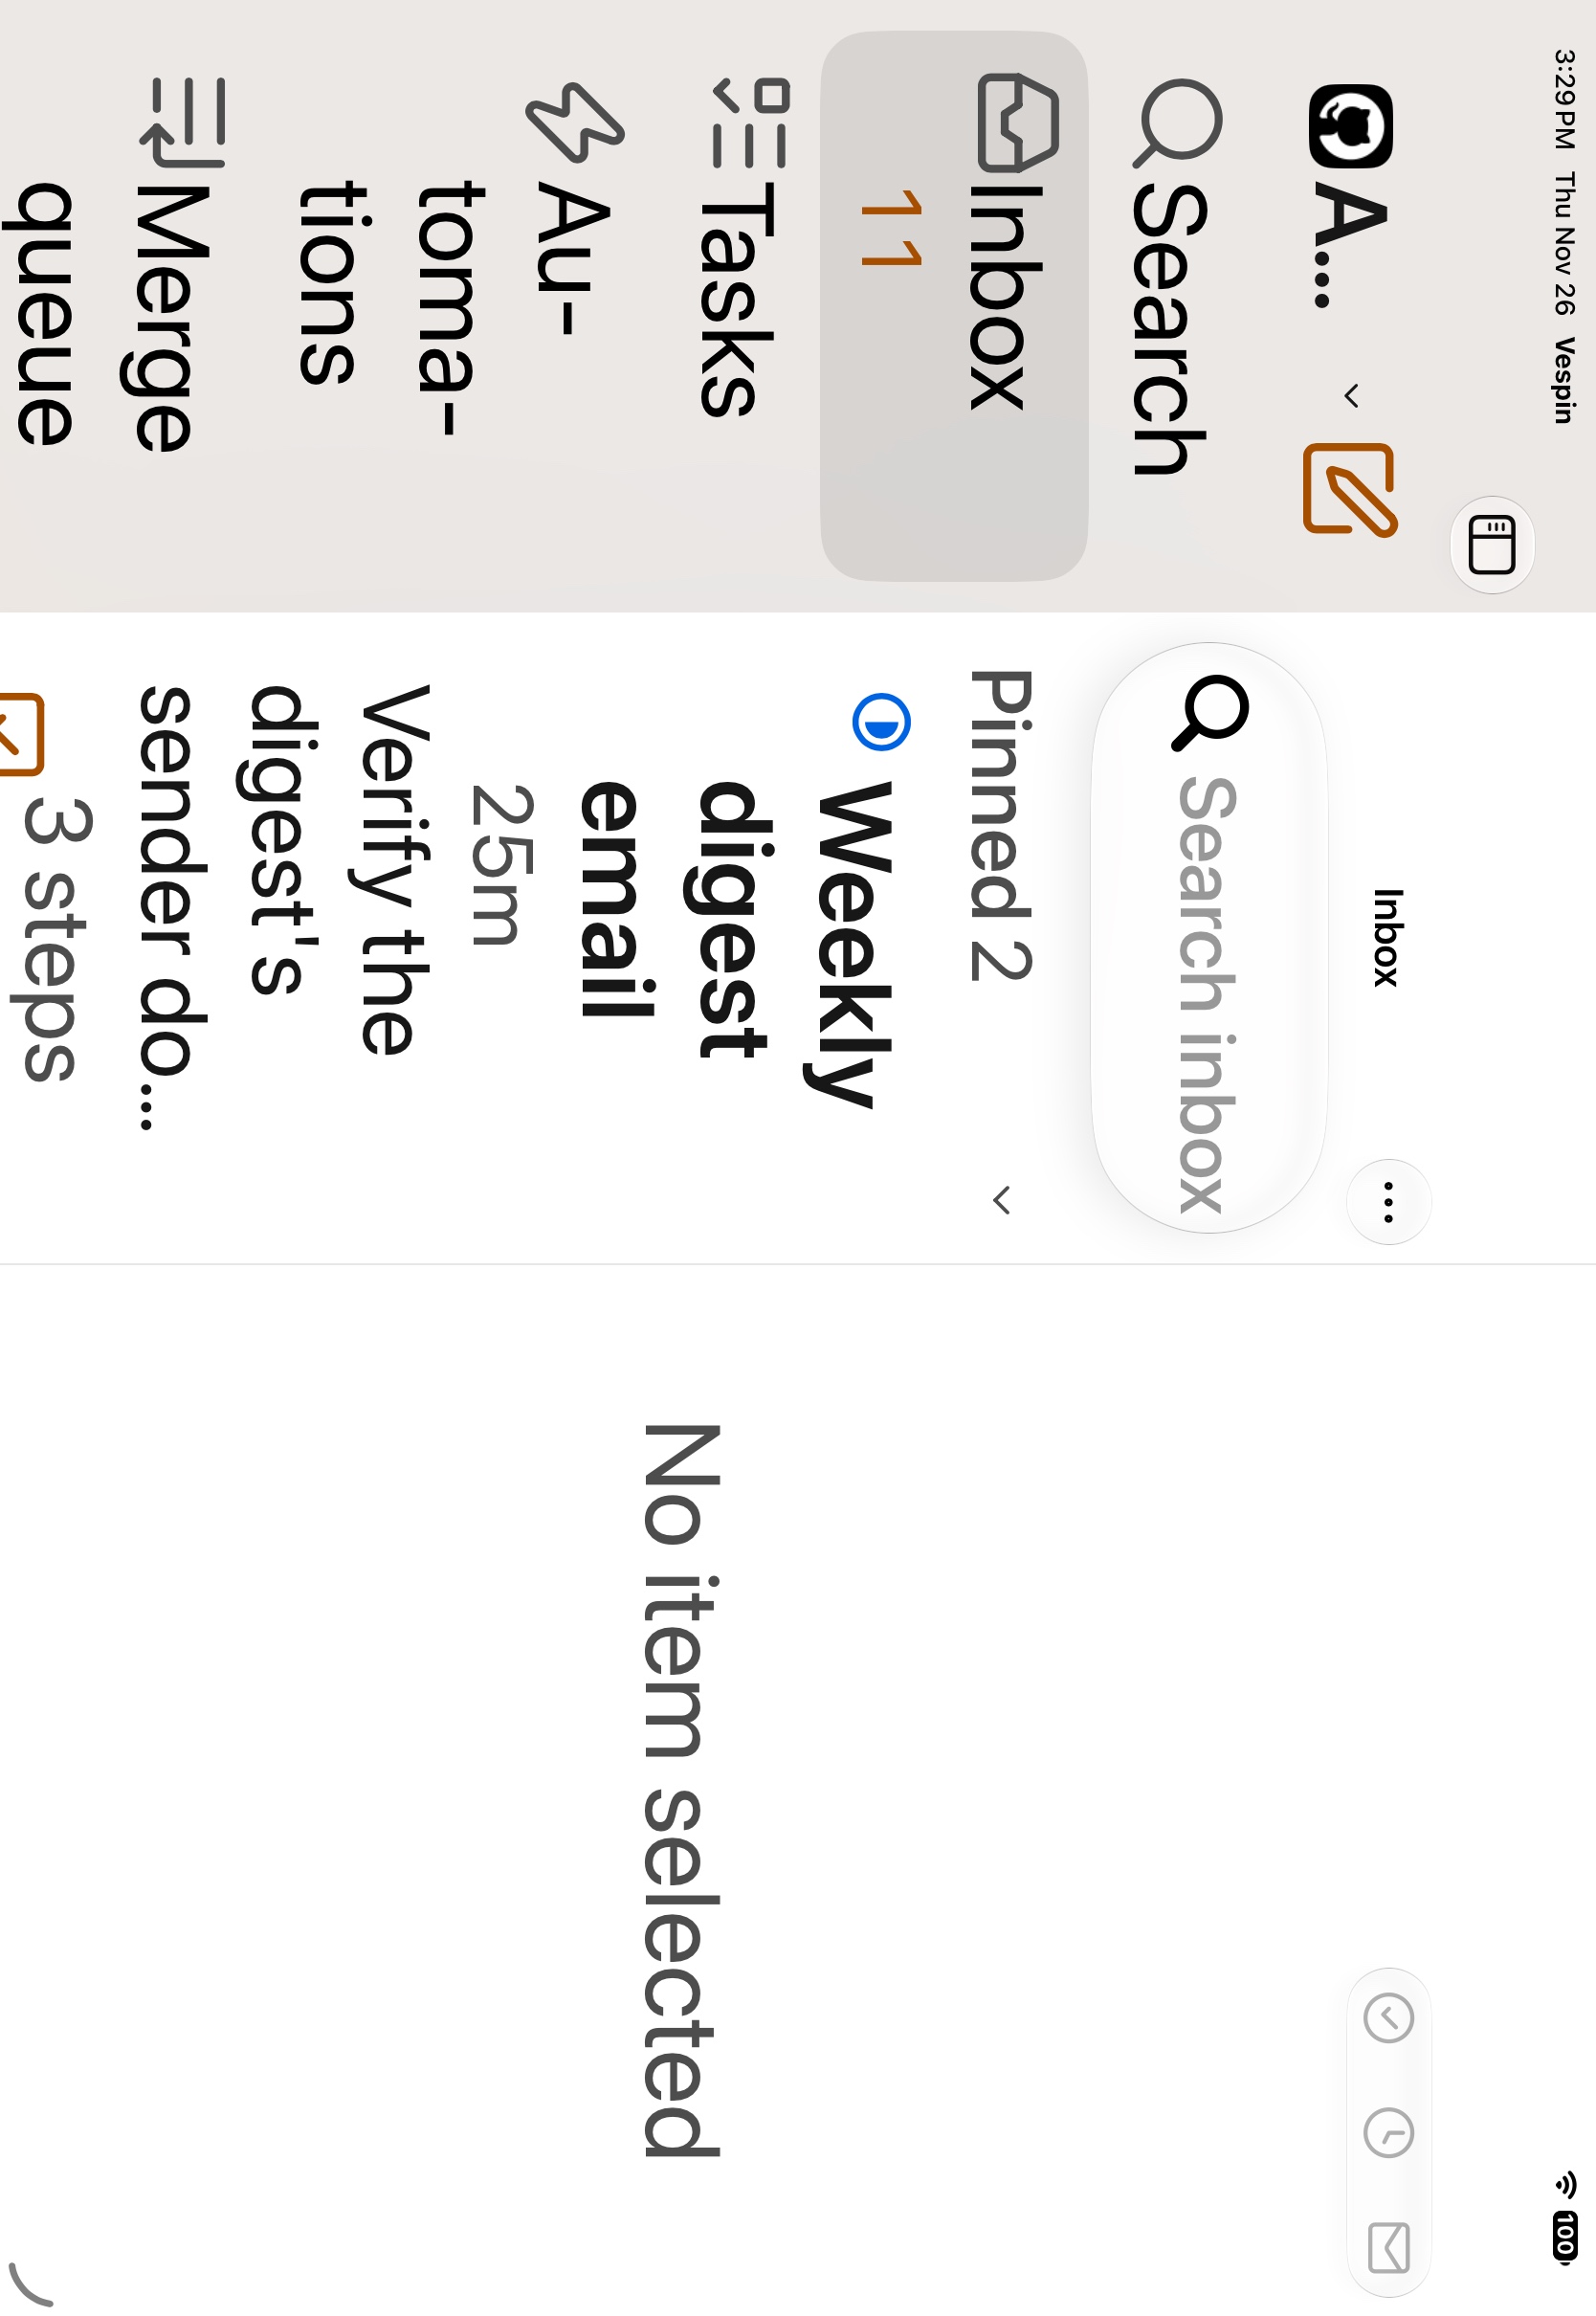 3:29 PM Thu Nov 26 Vespin
100
A...
Search
Inbox
11
Tasks
Au-
toma-
tions
Merge
queue
Inbox
Search inbox
Pinned 2
Weekly
digest
email
25m
Verify the
digest's
sender do...
3 steps
No item selected